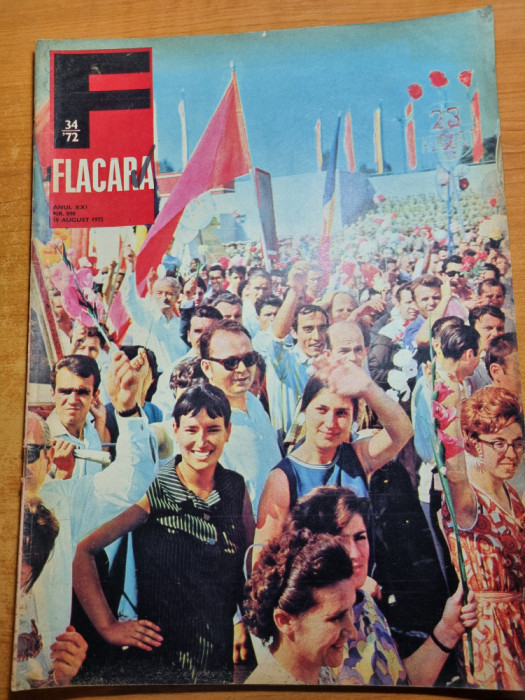 F
34
'72
FLACARA
ANUL XXI
19 AUGUST 1972
23